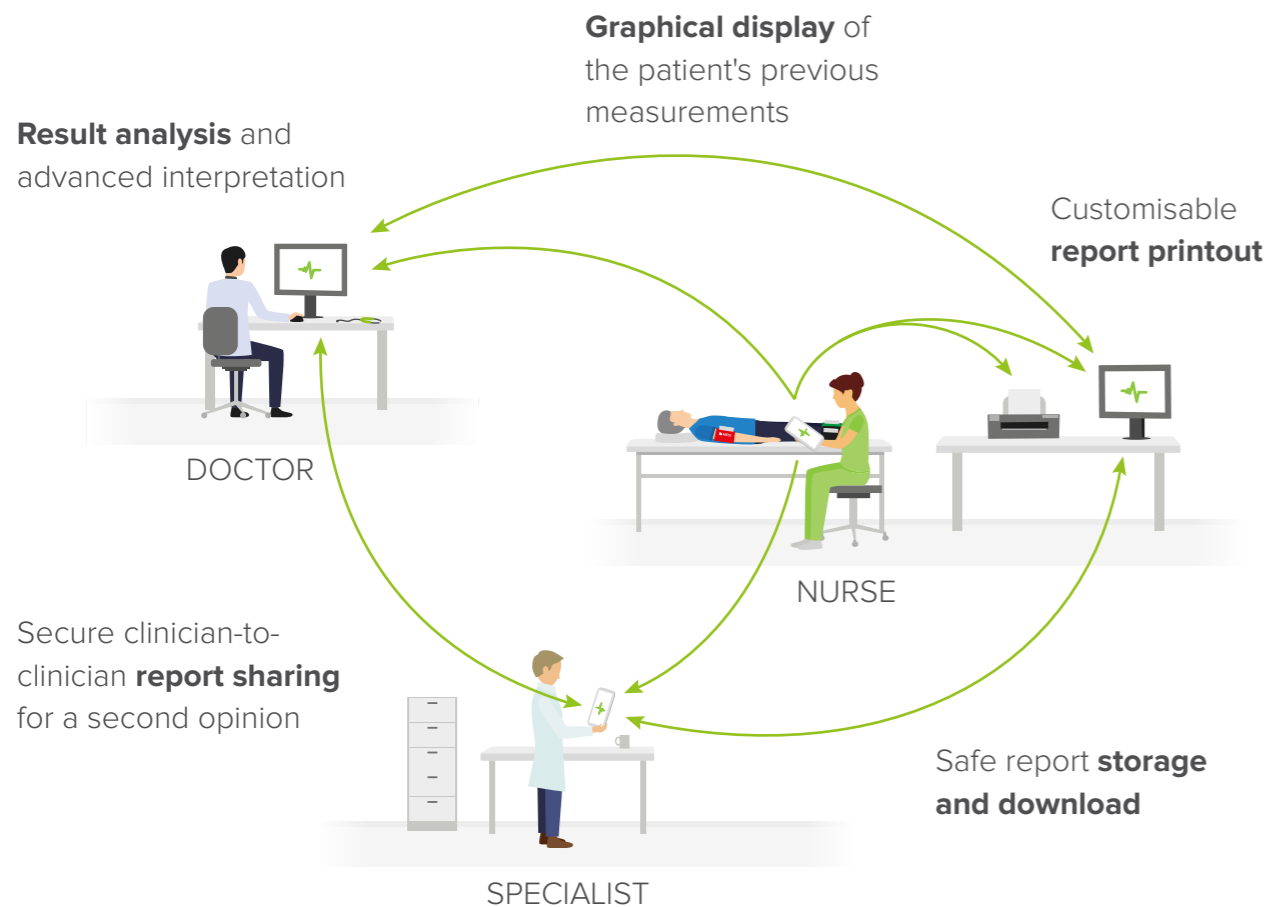 Graphical display of
the patient's previous
measurements
Result analysis and
advanced interpretation
Customisable
report printout
DOCTOR
NURSE
Secure clinician-to-
clinician report sharing
for a second opinion
Safe report storage
and download
SPECIALIST